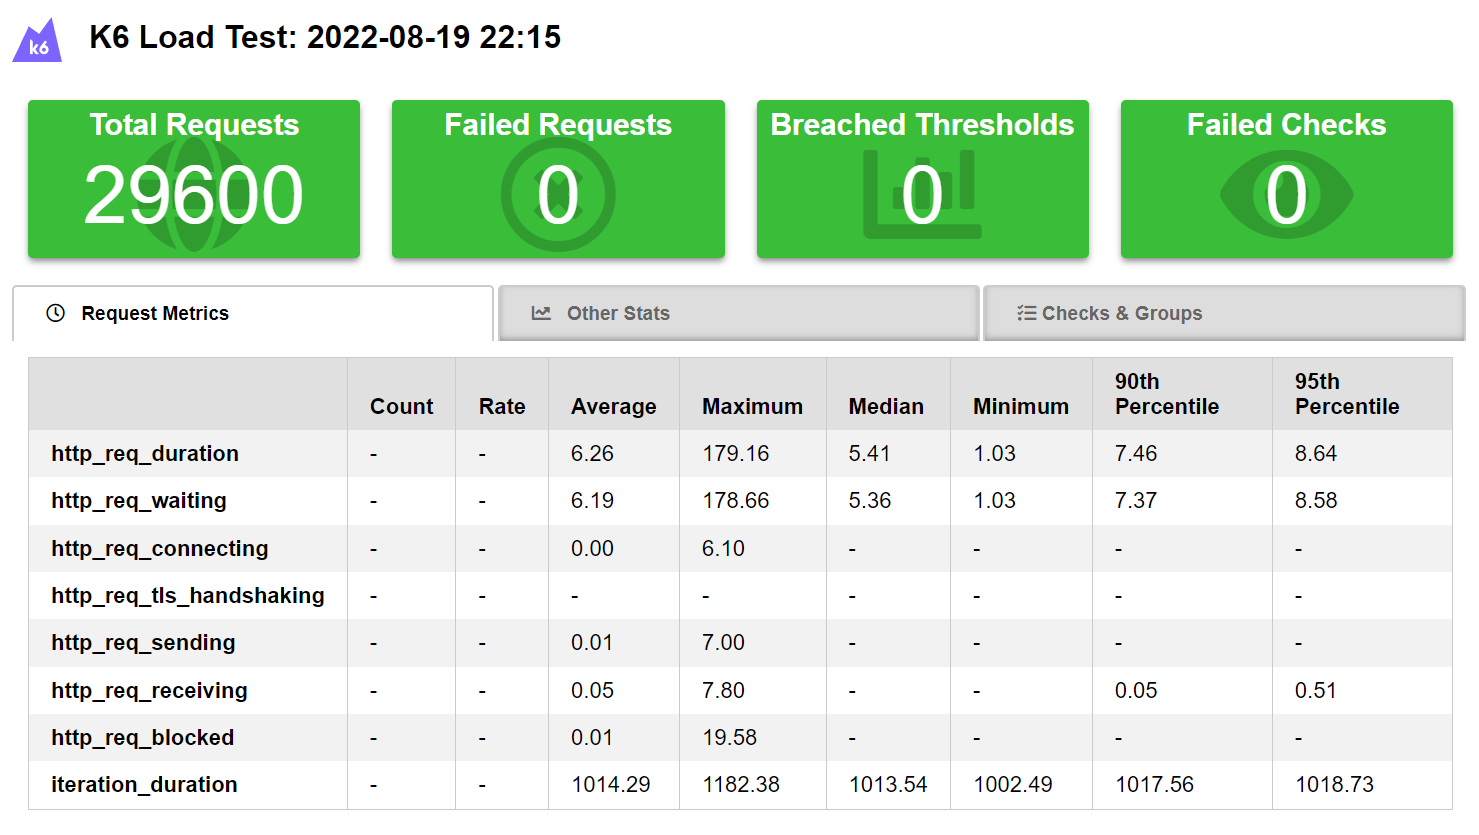 k6
K6 Load Test: 2022-08-19 22:15
Total Requests
29600
Failed Requests
0
Breached Thresholds
0
Failed Checks
0
Request Metrics
Other Stats
Checks & Groups
Count Rate Average Maximum Median Minimum 90th Percentile 95th Percentile
http_req_duration - - 6.26 179.16 5.41 1.03 7.46 8.64
http_req_waiting - - 6.19 178.66 5.36 1.03 7.37 8.58
http_req_connecting - - 0.00 6.10 - - - -
http_req_tls_handshaking - - - - - - - -
http_req_sending - - 0.01 7.00 - - - -
http_req_receiving - - 0.05 7.80 - - 0.05 0.51
http_req_blocked - - 0.01 19.58 - - - -
iteration_duration - - 1014.29 1182.38 1013.54 1002.49 1017.56 1018.73